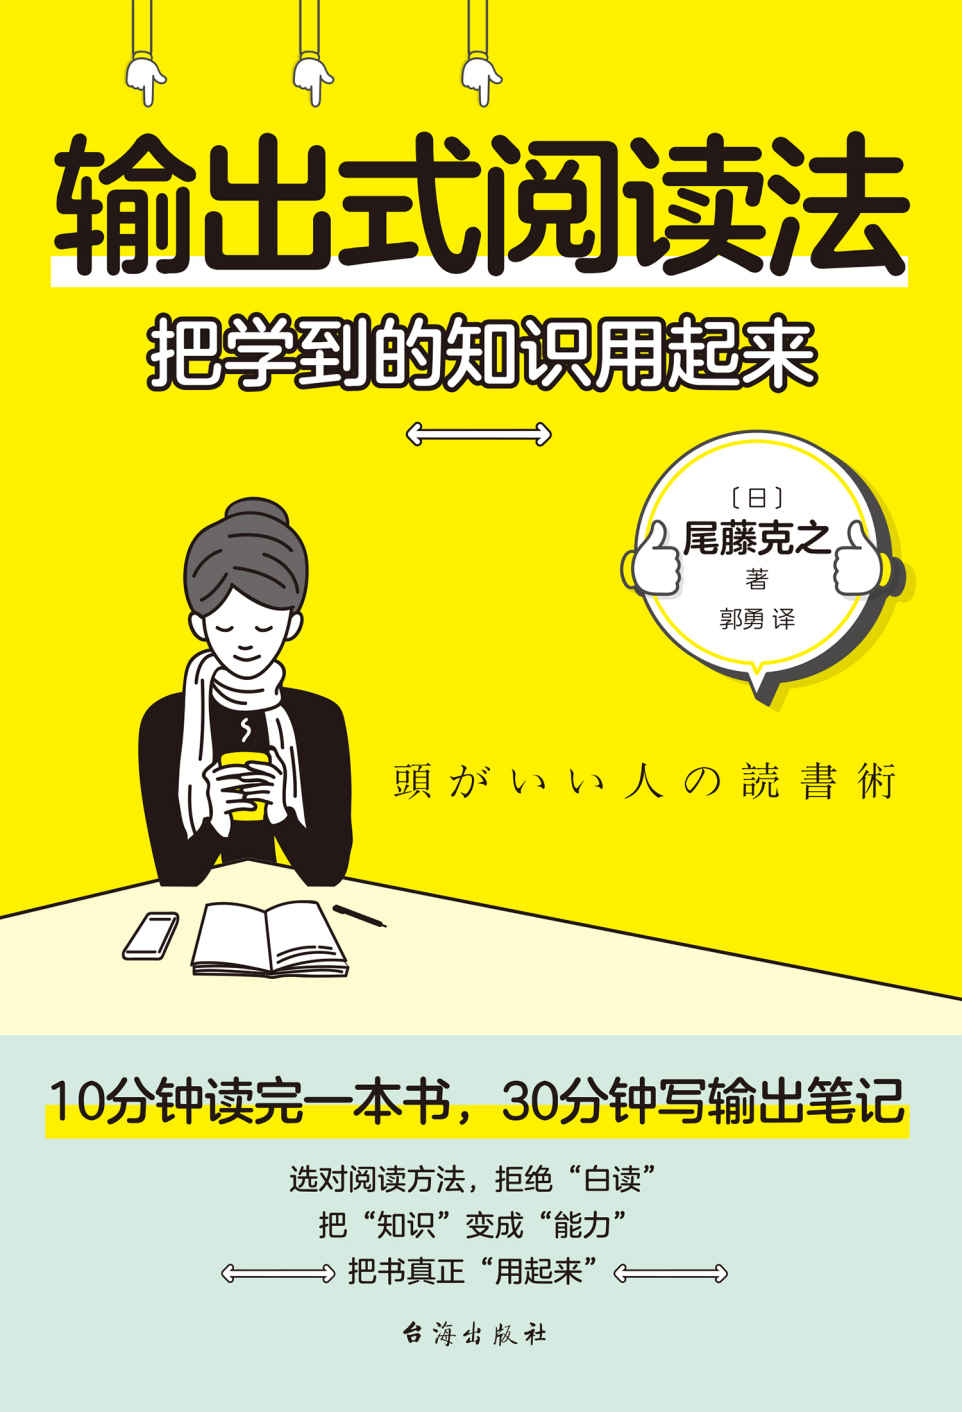 输出式阅读法
把学到的知识用起来
〔日〕
尾藤克之
著
郭勇 译
頭がいい人の読書術
10分钟读完一本书，30分钟写输出笔记
选对阅读方法，拒绝“白读”
把“知识”变成“能力”
把书真正“用起来”
台海出版社